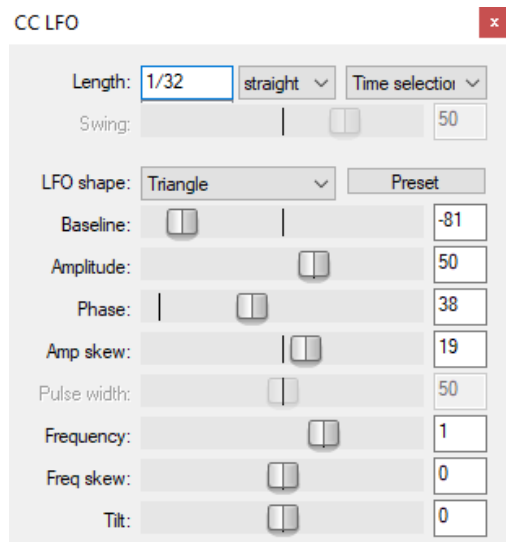 CC LFO x
Length: 1/32 straight Time selection
Swing: 50
LFO shape: Triangle Preset
Baseline: -81
Amplitude: 50
Phase: 38
Amp skew: 19
Pulse width: 50
Frequency: 1
Freq skew: 0
Tilt: 0